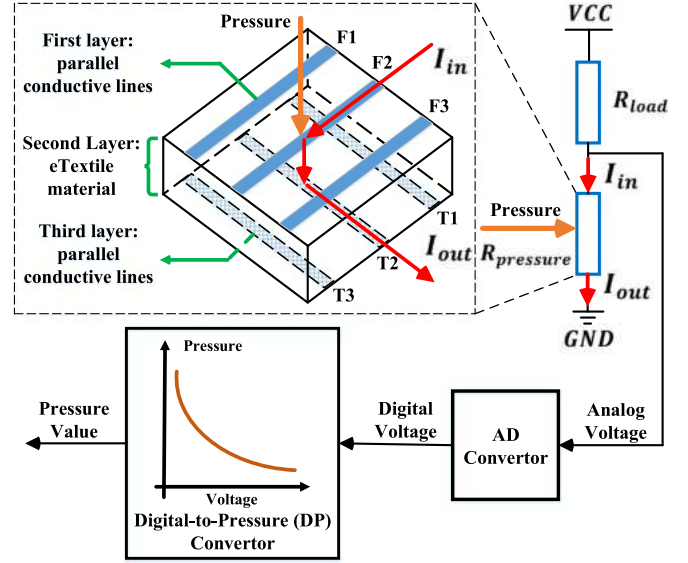 Pressure
VCC
First layer:
parallel
conductive lines
F1
F2
F3
I_in
R_load
Second Layer:
eTextile
material
I_in
Third layer:
parallel
conductive lines
T1
T2
T3
I_out
Pressure
R_pressure
I_out
GND
Pressure
Voltage
Digital-to-Pressure (DP)
Convertor
Pressure
Value
Digital
Voltage
AD
Convertor
Analog
Voltage